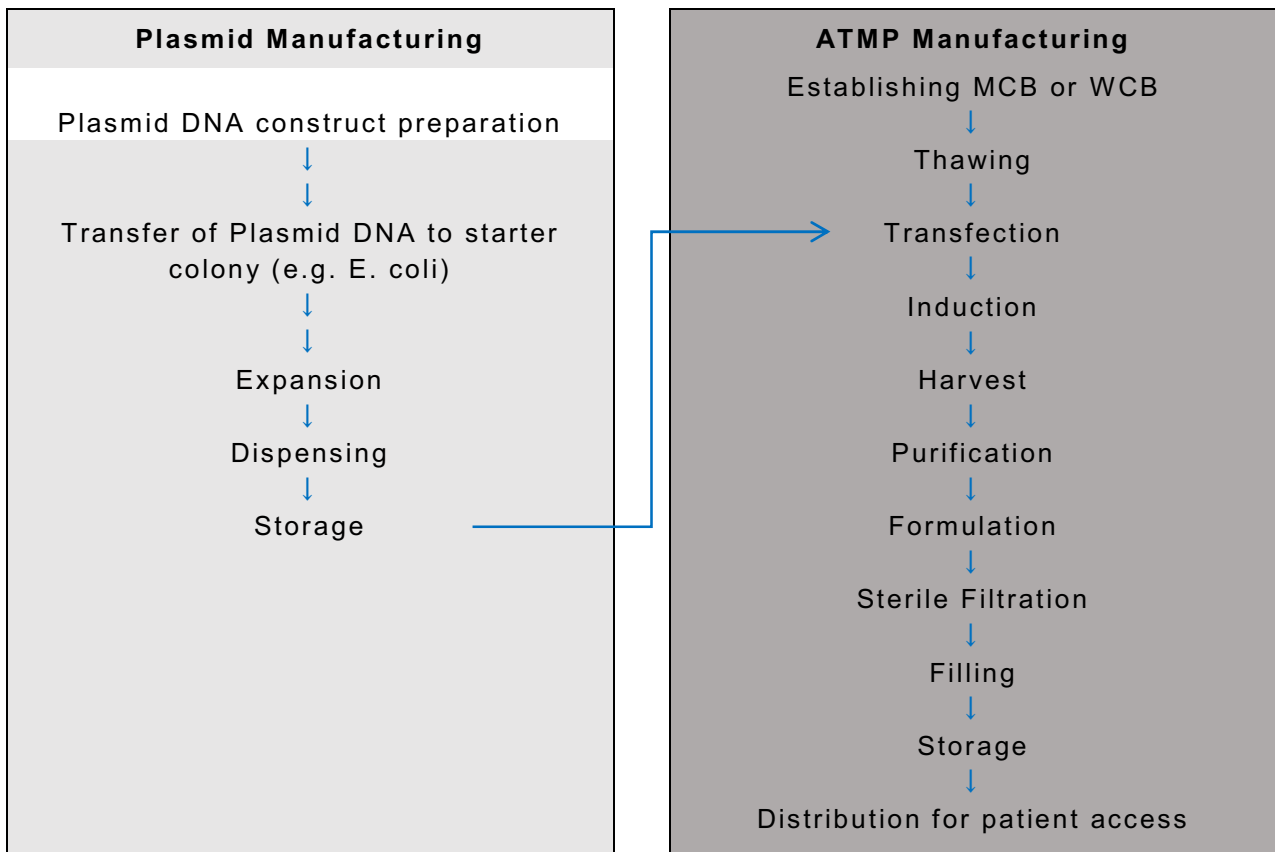 Plasmid Manufacturing
Plasmid DNA construct preparation
↓
↓
Transfer of Plasmid DNA to starter
colony (e.g. E. coli)
↓
↓
Expansion
↓
Dispensing
↓
Storage
ATMP Manufacturing
Establishing MCB or WCB
↓
Thawing
↓
Transfection
↓
Induction
↓
Harvest
↓
Purification
↓
Formulation
↓
Sterile Filtration
↓
Filling
↓
Storage
↓
Distribution for patient access